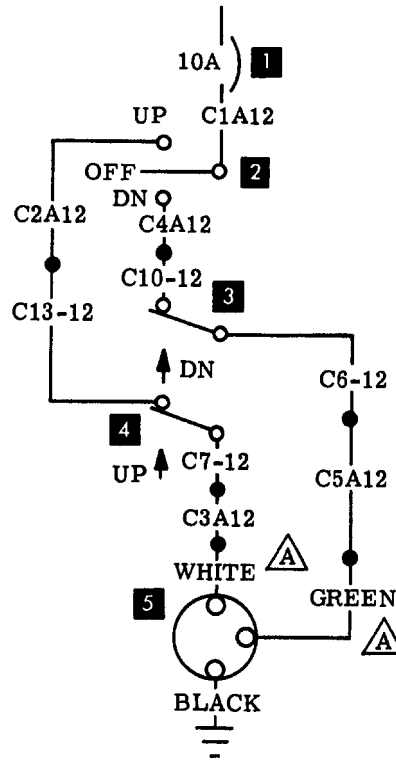 10A
1
C1A12
UP
OFF
2
DN
C2A12
C4A12
C10-12
3
C13-12
DN
C6-12
4
C7-12
UP
C5A12
C3A12
WHITE
A
5
GREEN
A
BLACK